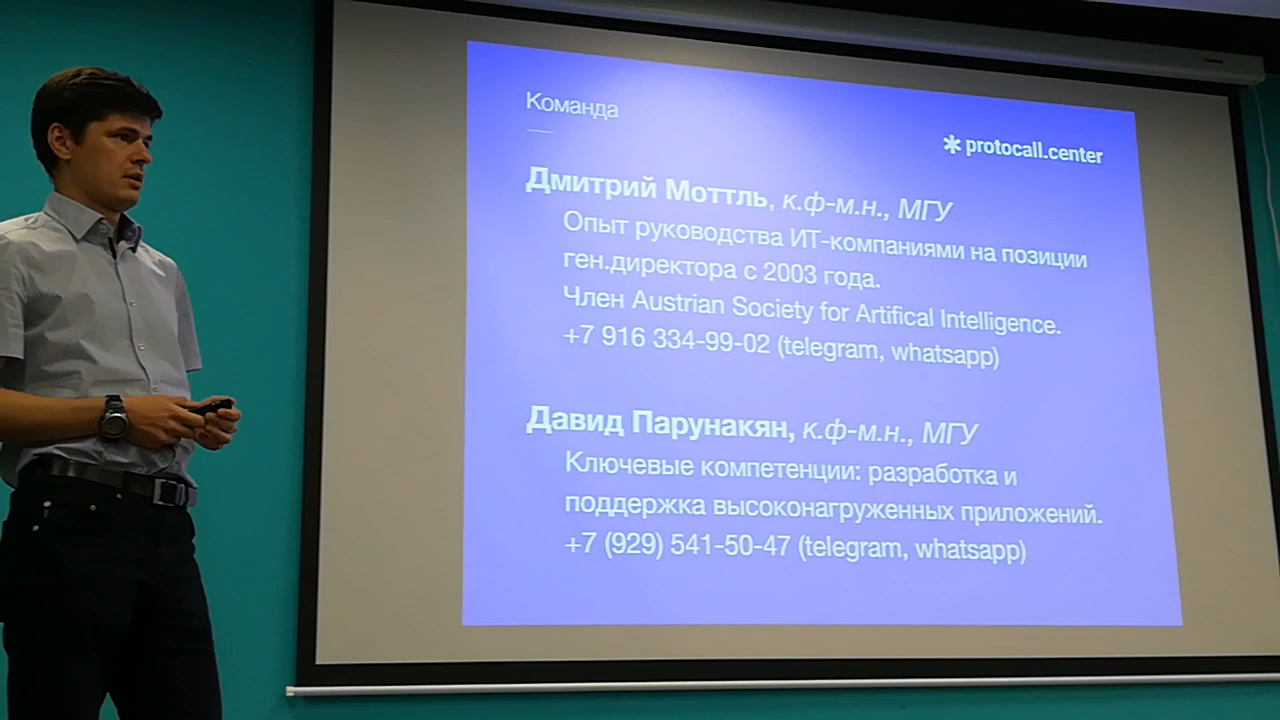 Команда
✱ protocall.center
Дмитрий Моттль, к.ф-м.н., МГУ
Опыт руководства ИТ-компаниями на позиции
ген.директора с 2003 года.
Член Austrian Society for Artifical Intelligence.
+7 916 334-99-02 (telegram, whatsapp)
Давид Парунакян, к.ф-м.н., МГУ
Ключевые компетенции: разработка и
поддержка высоконагруженных приложений.
+7 (929) 541-50-47 (telegram, whatsapp)